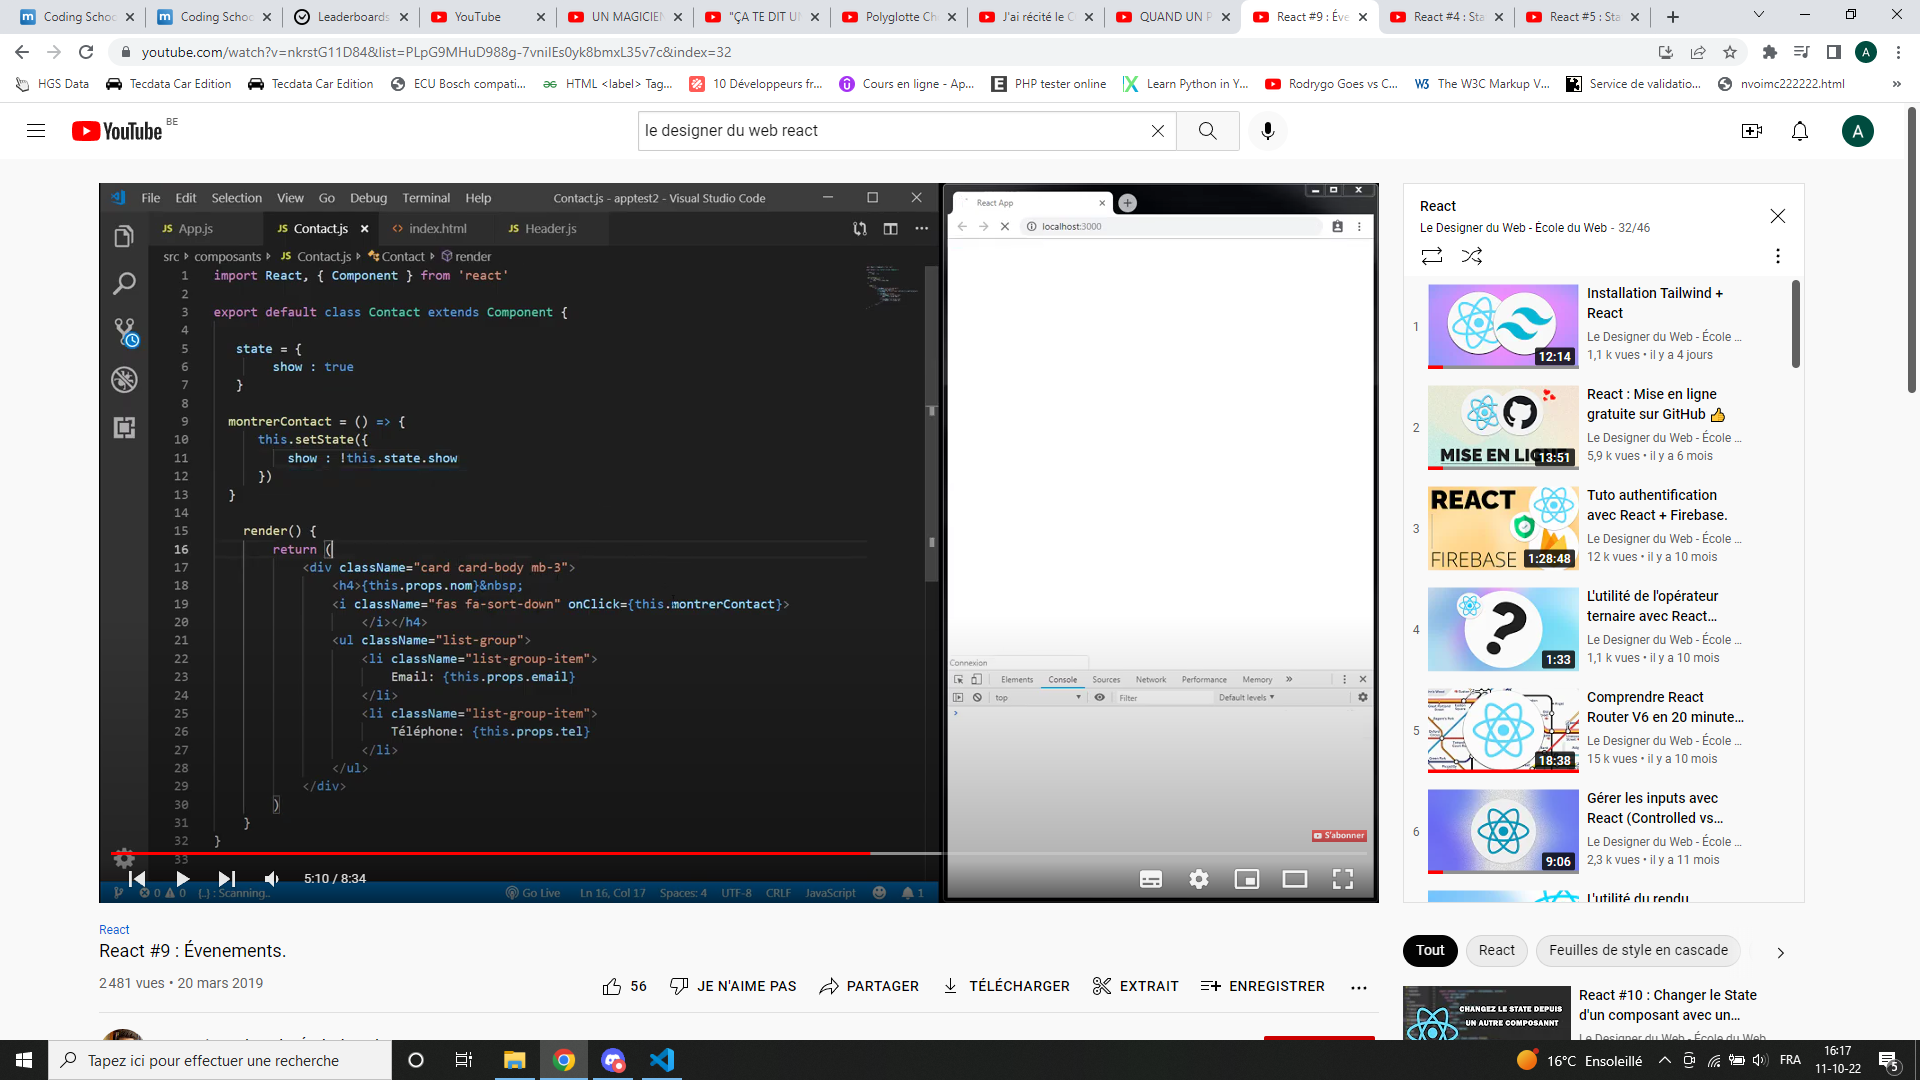 Coding Schoc
Coding Schoc
Leaderboards
YouTube
UN MAGICIEN
"ÇA TE DIT UN
Polyglotte Ch
J'ai récité le C
QUAND UN P
React #9 : Éve
React #4 : Sta
React #5 : Sta
youtube.com/watch?v=nkrstG11D84&list=PLpG9MHuD988g-7vnilEs0yk8bmxL35v7c&index=32
A
HGS Data
Tecdata Car Edition
Tecdata Car Edition
ECU Bosch compati...
HTML <label> Tag...
10 Développeurs fr...
Cours en ligne - Ap...
PHP tester online
Learn Python in Y...
Rodrygo Goes vs C...
The W3C Markup V...
Service de validatio...
nvoimc222222.html
»
YouTube BE
le designer du web react
A
File Edit Selection View Go Debug Terminal Help
Contact.js - apptest2 - Visual Studio Code
JS App.js
JS Contact.js
<> index.html
JS Header.js
src
composants
JS Contact.js
Contact
render
1 import React, { Component } from 'react'
2
3 export default class Contact extends Component {
4
5 state = {
6 show : true
7 }
8
9 montrerContact = () => {
10 this.setState({
11 show : !this.state.show
12 })
13 }
14
15 render() {
16 return (
17 <div className="card card-body mb-3">
18 <h4>{this.props.nom}&nbsp;
19 <i className="fas fa-sort-down" onClick={this.montrerContact}>
20 </i></h4>
21 <ul className="list-group">
22 <li className="list-group-item">
23 Email: {this.props.email}
24 </li>
25 <li className="list-group-item">
26 Téléphone: {this.props.tel}
27 </li>
28 </ul>
29 </div>
30 )
31 }
32 }
33
5:10 / 8:34
0 0 {..} : Scanning..
Go Live
Ln 16, Col 17
Spaces: 4
UTF-8
CRLF
JavaScript
1
React App
localhost:3000
Connexion
Elements Console Sources Network Performance Memory »
top
Filter
Default levels
S'abonner
React
Le Designer du Web - École du Web - 32/46
1
12:14
Installation Tailwind +
React
Le Designer du Web - École ...
1,1 k vues • il y a 4 jours
2
MISE EN LIGNE
13:51
React : Mise en ligne
gratuite sur GitHub 👍
Le Designer du Web - École ...
5,9 k vues • il y a 6 mois
3
REACT
FIREBASE
1:28:48
Tuto authentification
avec React + Firebase.
Le Designer du Web - École ...
12 k vues • il y a 10 mois
4
?
1:33
L'utilité de l'opérateur
ternaire avec React...
Le Designer du Web - École ...
1,1 k vues • il y a 10 mois
5
18:38
Comprendre React
Router V6 en 20 minute...
Le Designer du Web - École ...
15 k vues • il y a 10 mois
6
9:06
Gérer les inputs avec
React (Controlled vs...
Le Designer du Web - École ...
2,3 k vues • il y a 11 mois
L'utilité du rendu
React
React #9 : Évenements.
2 481 vues • 20 mars 2019
56
JE N'AIME PAS
PARTAGER
TÉLÉCHARGER
EXTRAIT
ENREGISTRER
Tout
React
Feuilles de style en cascade
CHANGEZ LE STATE DEPUIS
UN AUTRE COMPOSANNT
React #10 : Changer le State
d'un composant avec un...
Le Designer du Web - École du Web
Tapez ici pour effectuer une recherche
16°C Ensoleillé
FRA
16:17
11-10-22
5